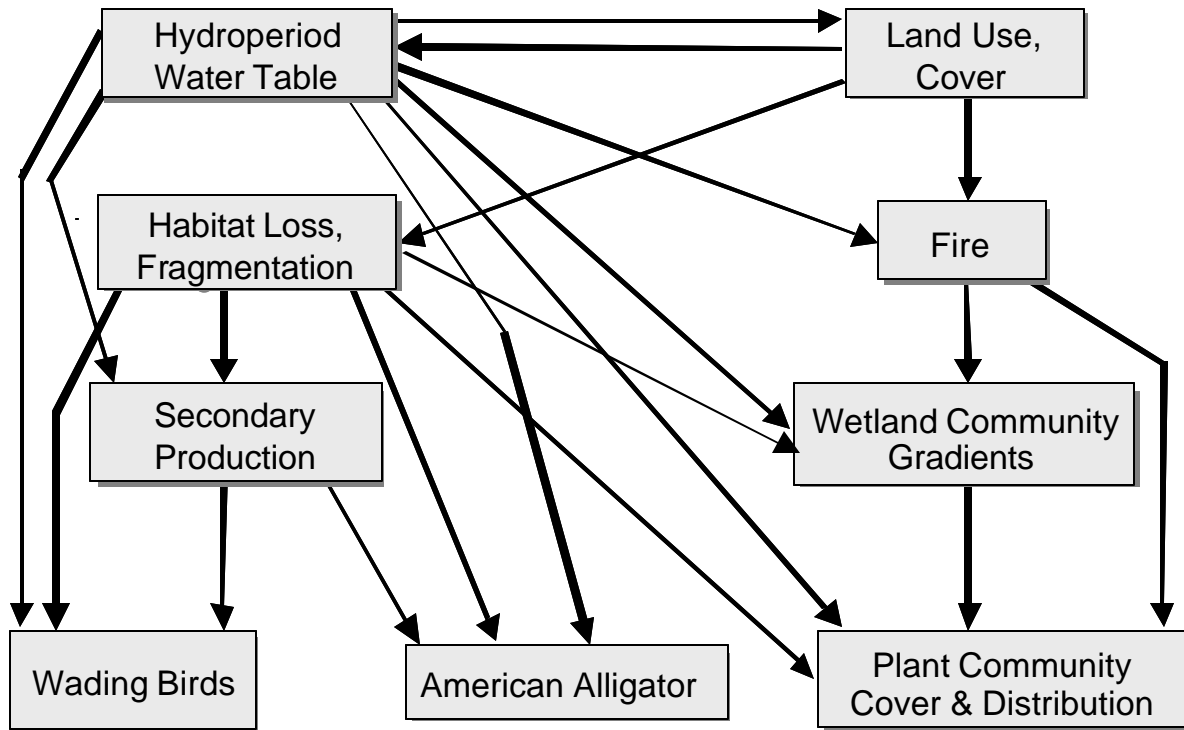 Hydroperiod
Water Table
Land Use,
Cover
Habitat Loss,
Fragmentation
Fire
Secondary
Production
Wetland Community
Gradients
Wading Birds
American Alligator
Plant Community
Cover & Distribution